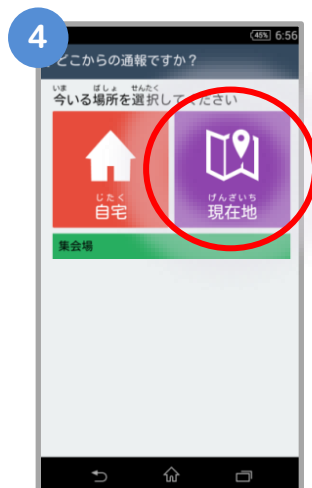 4
45% 6:56
どこからの通報ですか？
いま ばしょ せんたく
今いる場所を選択してください
じたく
自宅
げんざいち
現在地
集会場